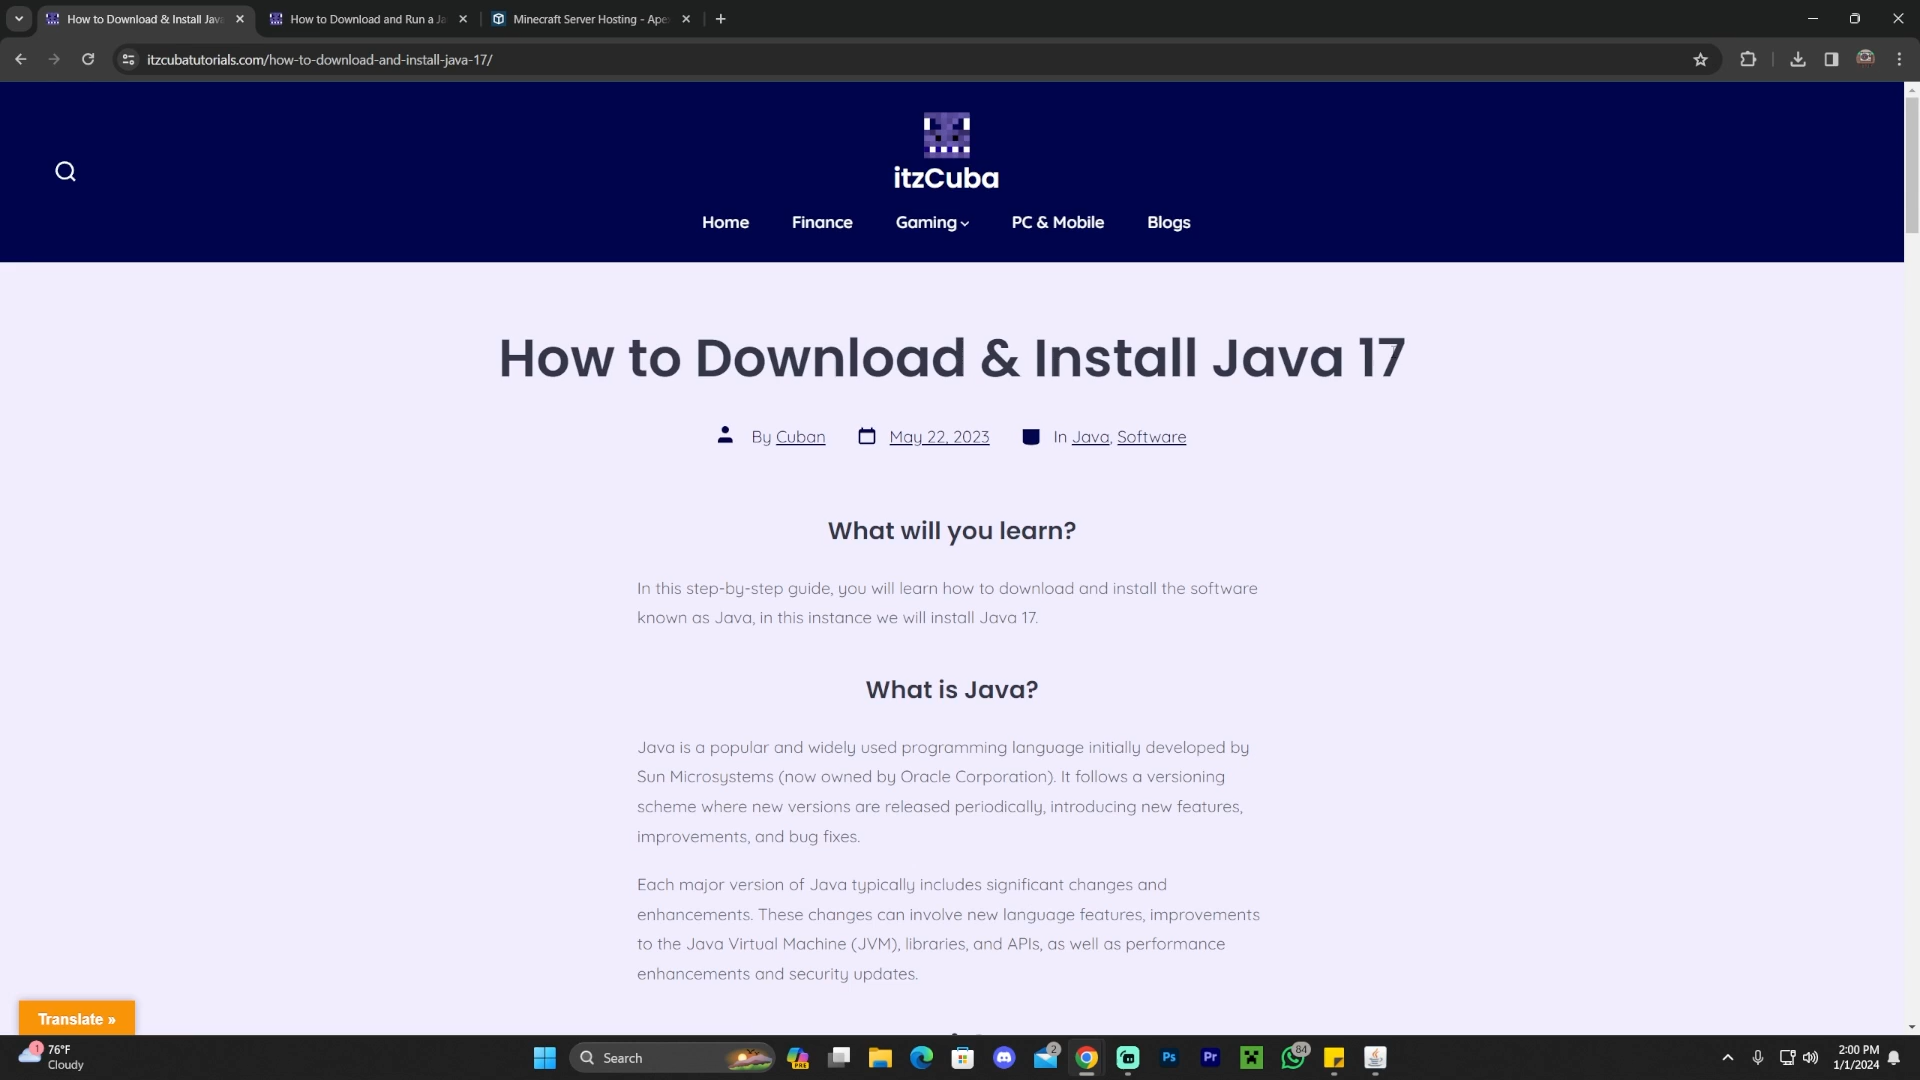 How to Download & Install Java
How to Download and Run a Ja
Minecraft Server Hosting - Ape
itzcubatutorials.com/how-to-download-and-install-java-17/
itzCuba
Home Finance Gaming PC & Mobile Blogs
How to Download & Install Java 17
By Cuban May 22, 2023 In Java, Software
What will you learn?
In this step-by-step guide, you will learn how to download and install the software
known as Java, in this instance we will install Java 17.
What is Java?
Java is a popular and widely used programming language initially developed by
Sun Microsystems (now owned by Oracle Corporation). It follows a versioning
scheme where new versions are released periodically, introducing new features,
improvements, and bug fixes.
Each major version of Java typically includes significant changes and
enhancements. These changes can involve new language features, improvements
to the Java Virtual Machine (JVM), libraries, and APIs, as well as performance
enhancements and security updates.
Translate »
1 76°F
Cloudy
Search
PRE
2
Ps
Pr
84
2:00 PM
1/1/2024